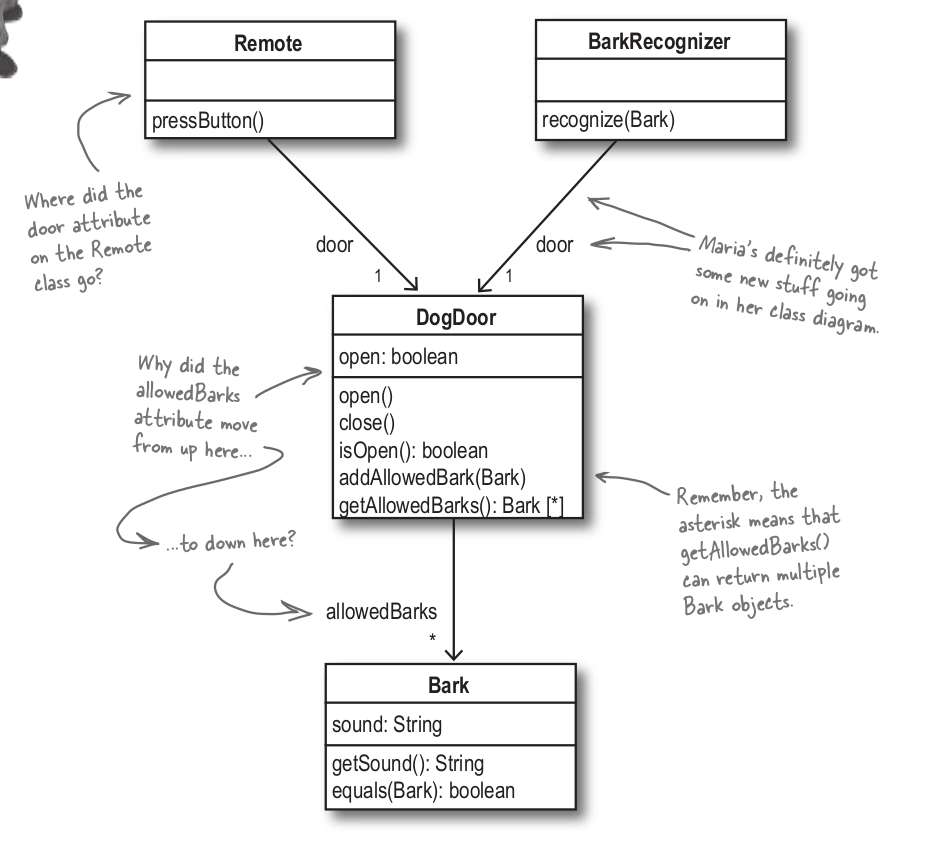 Remote
pressButton()
BarkRecognizer
recognize(Bark)
Where did the
door attribute
on the Remote
class go?
door
1
door
1
Maria's definitely got
some new stuff going
on in her class diagram.
DogDoor
open: boolean
open()
close()
isOpen(): boolean
addAllowedBark(Bark)
getAllowedBarks(): Bark [*]
Why did the
allowedBarks
attribute move
from up here...
...to down here?
Remember, the
asterisk means that
getAllowedBarks()
can return multiple
Bark objects.
allowedBarks
*
Bark
sound: String
getSound(): String
equals(Bark): boolean